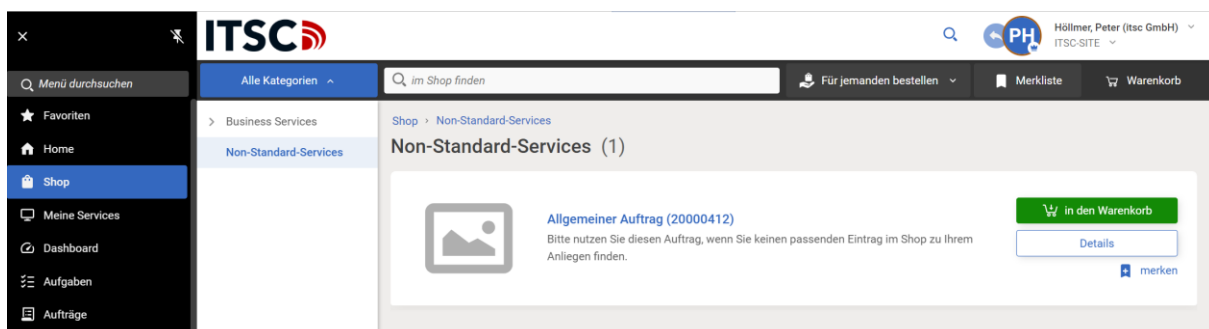 ITSC
PH
Höllmer, Peter (itsc GmbH)
ITSC-SITE
Menü durchsuchen
Alle Kategorien
im Shop finden
Für jemanden bestellen
Merkliste
Warenkorb
Favoriten
Home
Shop
Meine Services
Dashboard
Aufgaben
Aufträge
Business Services
Non-Standard-Services
Shop > Non-Standard-Services
Non-Standard-Services (1)
Allgemeiner Auftrag (20000412)
Bitte nutzen Sie diesen Auftrag, wenn Sie keinen passenden Eintrag im Shop zu Ihrem
Anliegen finden.
in den Warenkorb
Details
merken